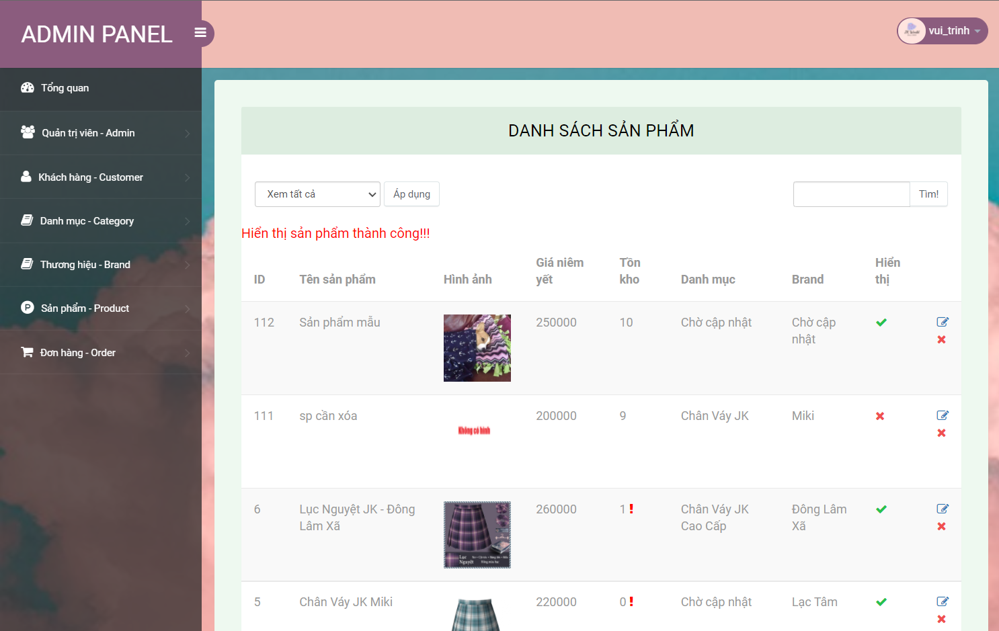 ADMIN PANEL
vui_trinh
Tổng quan
Quản trị viên - Admin
Khách hàng - Customer
Danh mục - Category
Thương hiệu - Brand
Sản phẩm - Product
Đơn hàng - Order
DANH SÁCH SẢN PHẨM
Xem tất cả
Áp dụng
Tìm!
Hiển thị sản phẩm thành công!!!
ID Tên sản phẩm Hình ảnh Giá niêm yết Tồn kho Danh mục Brand Hiển thị
112 Sản phẩm mẫu 250000 10 Chờ cập nhật Chờ cập nhật
111 sp cần xóa Không có hình 200000 9 Chân Váy JK Miki
6 Lục Nguyệt JK - Đông Lâm Xã 260000 1 ! Chân Váy JK Cao Cấp Đông Lâm Xã
Lục Nguyệt
5 Chân Váy JK Miki 220000 0 ! Chờ cập nhật Lạc Tâm